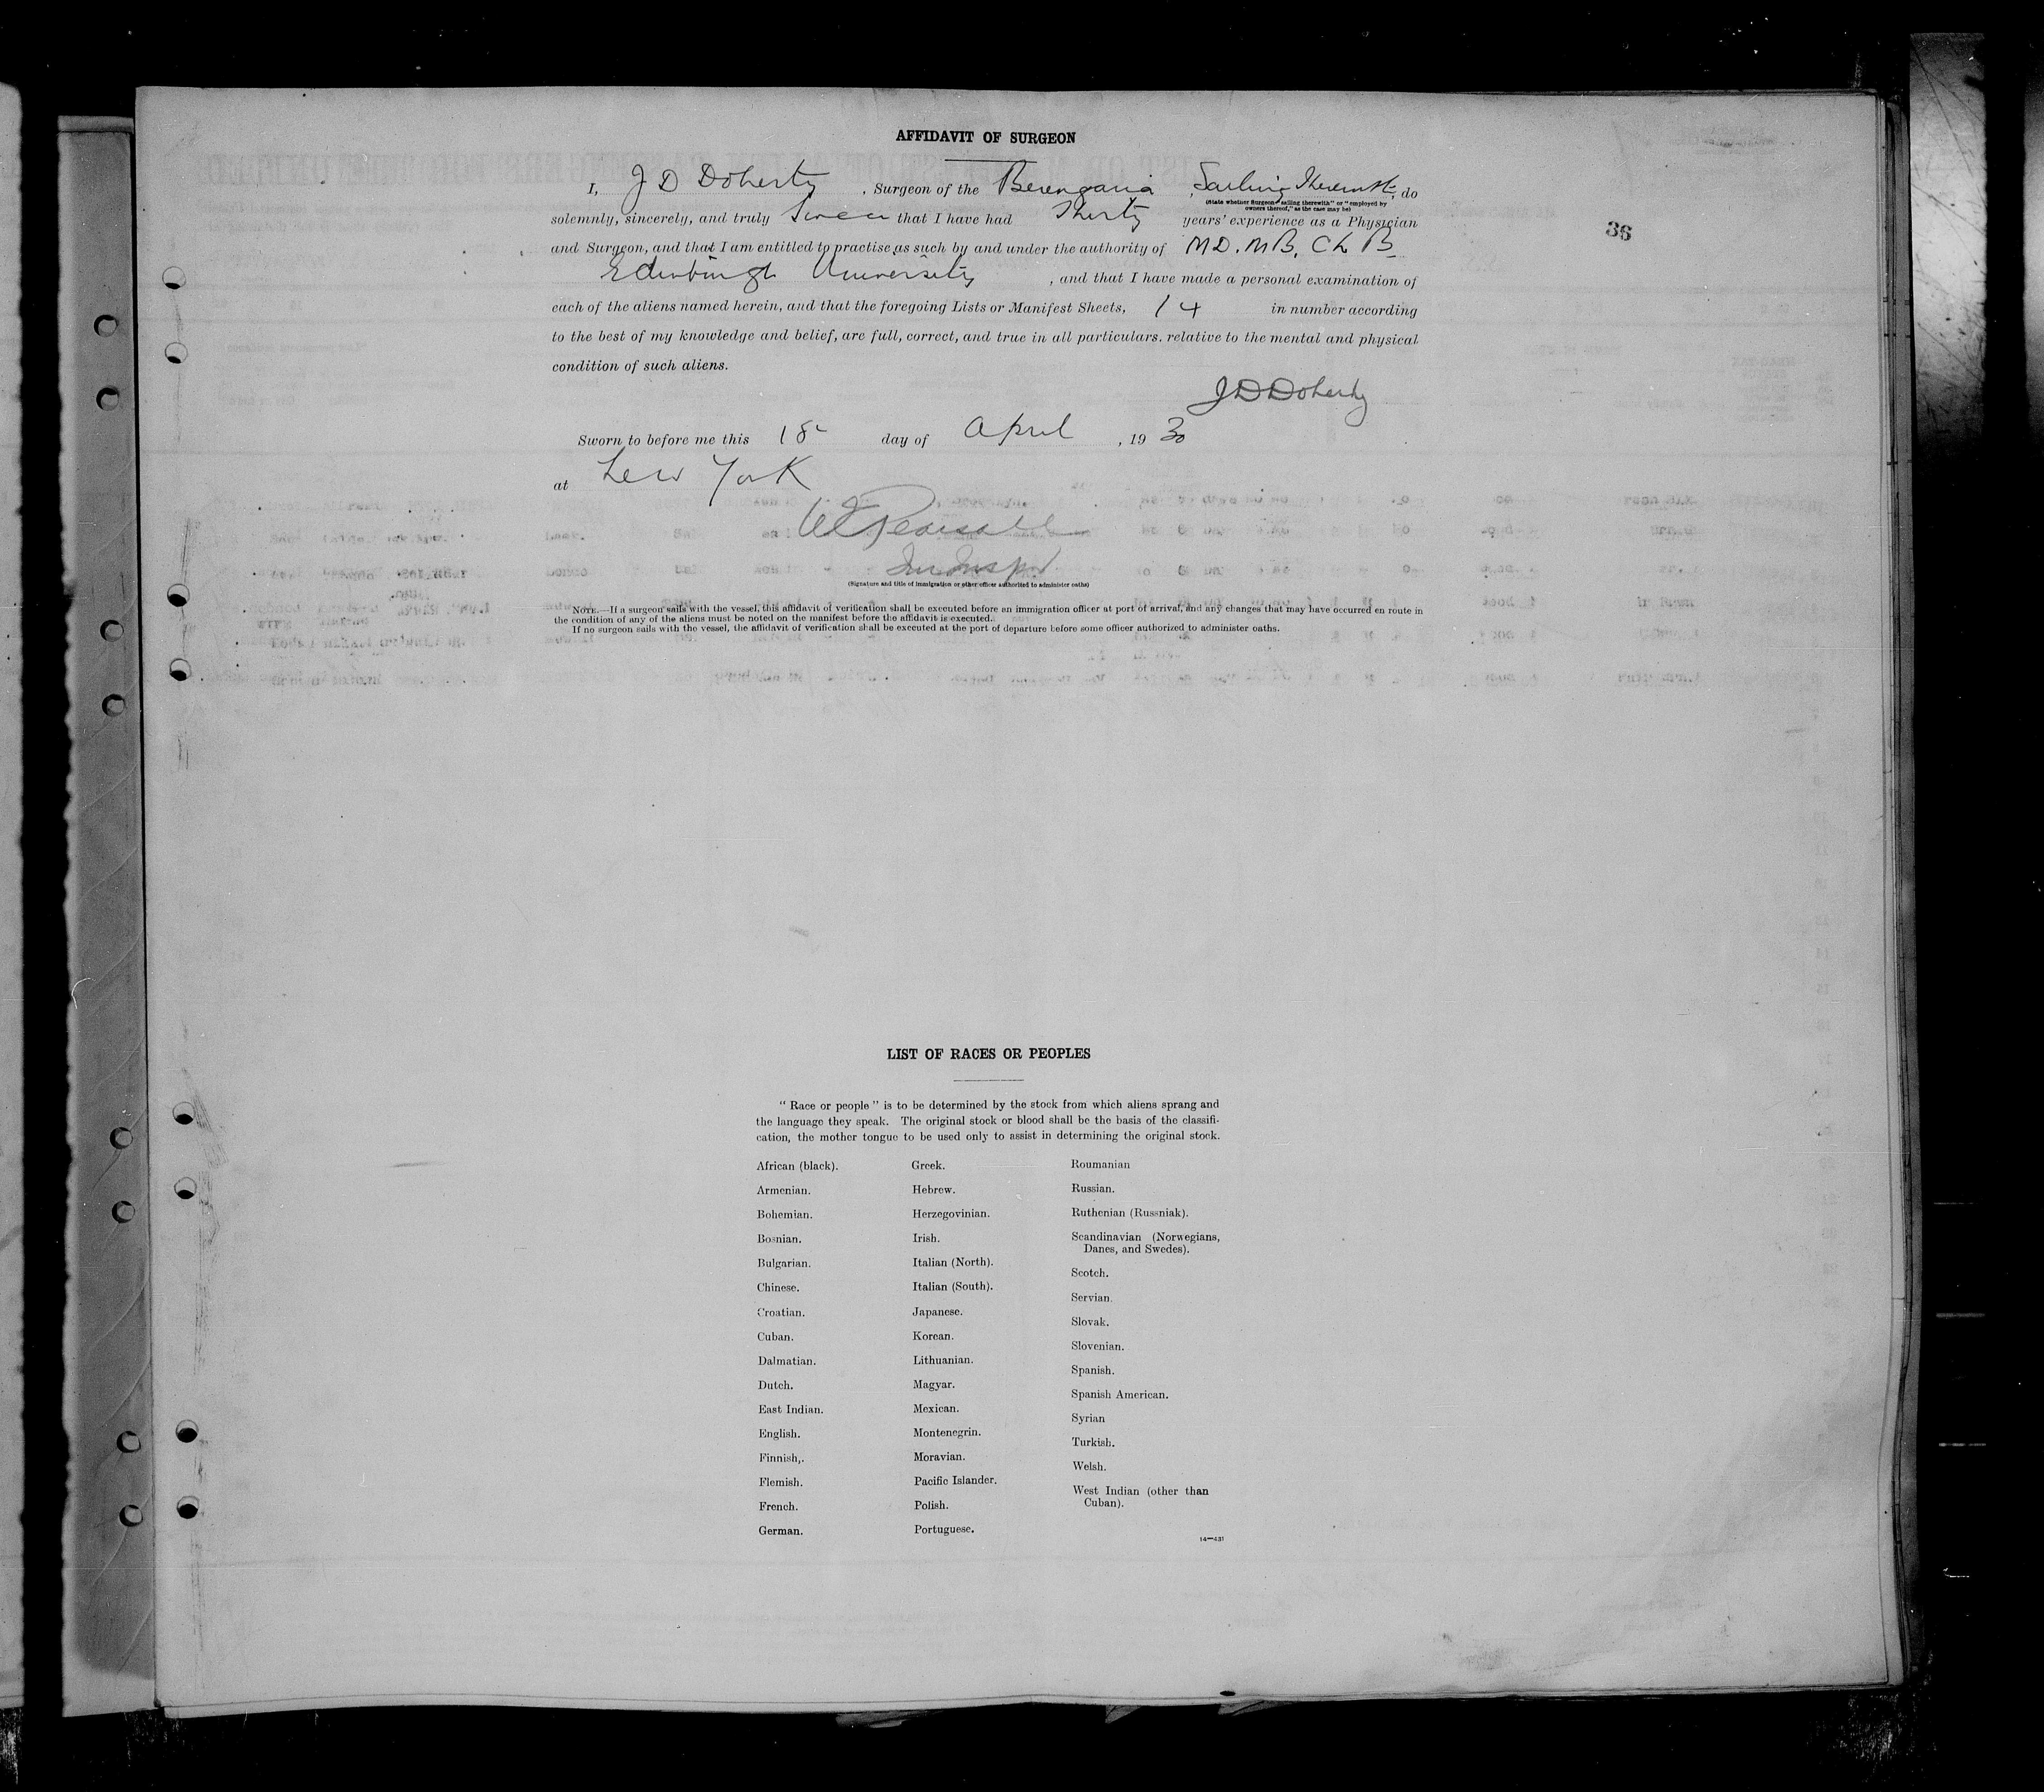 AFFIDAVIT OF SURGEON
I, J D Doherty, Surgeon of the Berengaria, Sailing Therewith, do
(State whether Surgeon "sailing therewith" or "employed by
owners thereof," as the case may be)
solemnly, sincerely, and truly Swear that I have had Thirty years' experience as a Physician
36
and Surgeon, and that I am entitled to practise as such by and under the authority of MD. MB. Ch B
Edinburgh University, and that I have made a personal examination of
each of the aliens named herein, and that the foregoing Lists or Manifest Sheets, 14 in number according
to the best of my knowledge and belief, are full, correct, and true in all particulars. relative to the mental and physical
condition of such aliens.
J D Doherty
Sworn to before me this 18 day of April, 1930
at New York
(Signature and title of immigration or other officer authorized to administer oaths)
NOTE.—If a surgeon sails with the vessel, this affidavit of verification shall be executed before an immigration officer at port of arrival, and any changes that may have occurred en route in
the condition of any of the aliens must be noted on the manifest before the affidavit is executed.
If no surgeon sails with the vessel, the affidavit of verification shall be executed at the port of departure before some officer authorized to administer oaths.
LIST OF RACES OR PEOPLES
" Race or people " is to be determined by the stock from which aliens sprang and
the language they speak. The original stock or blood shall be the basis of the classifi-
cation, the mother tongue to be used only to assist in determining the original stock.
African (black).
Armenian.
Bohemian.
Bosnian.
Bulgarian.
Chinese.
Croatian.
Cuban.
Dalmatian.
Dutch.
East Indian.
English.
Finnish,.
Flemish.
French.
German.
Greek.
Hebrew.
Herzegovinian.
Irish.
Italian (North).
Italian (South).
Japanese.
Korean.
Lithuanian.
Magyar.
Mexican.
Montenegrin.
Moravian.
Pacific Islander.
Polish.
Portuguese.
Roumanian
Russian.
Ruthenian (Russniak).
Scandinavian (Norwegians,
Danes, and Swedes).
Scotch.
Servian.
Slovak.
Slovenian.
Spanish.
Spanish American.
Syrian
Turkish.
Welsh.
West Indian (other than
Cuban).
14—431